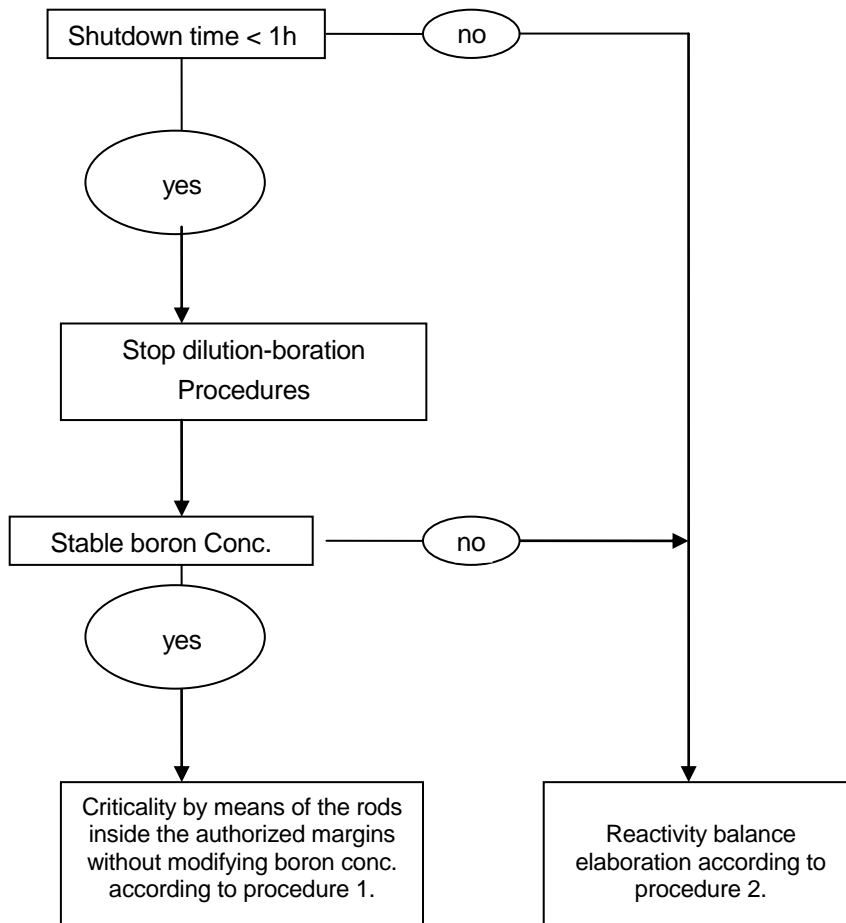 Shutdown time < 1h
no
yes
Stop dilution-boration
Procedures
Stable boron Conc.
no
yes
Criticality by means of the rods
inside the authorized margins
without modifying boron conc.
according to procedure 1.
Reactivity balance
elaboration according to
procedure 2.